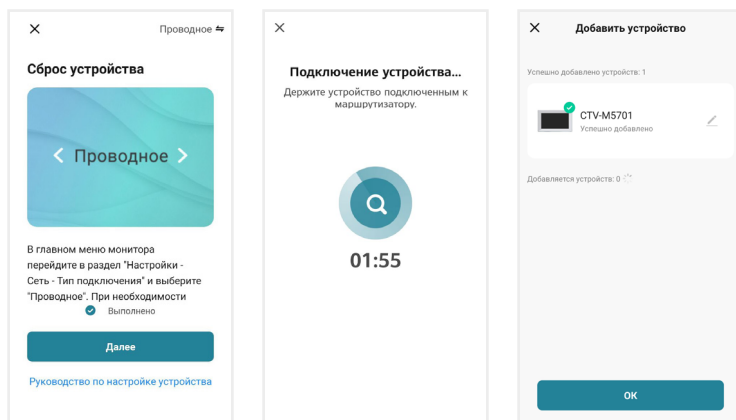 Проводное
Сброс устройства
Проводное
В главном меню монитора
перейдите в раздел "Настройки -
Сеть - Тип подключения" и выберите
"Проводное". При необходимости
Выполнено
Далее
Руководство по настройке устройства
Подключение устройства...
Держите устройство подключенным к
маршрутизатору.
01:55
Добавить устройство
Успешно добавлено устройств: 1
CTV-M5701
Успешно добавлено
Добавляется устройств: 0
ОК